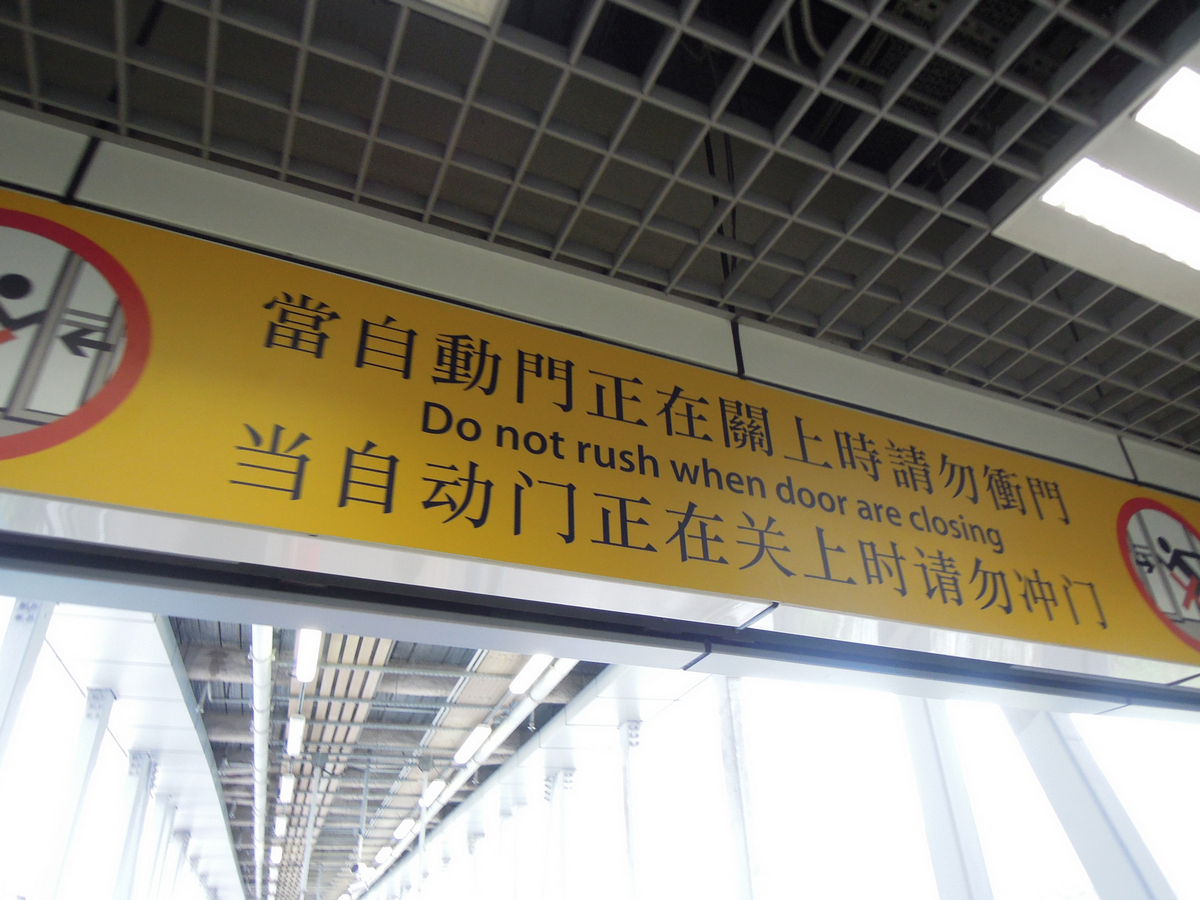 當自動門正在關上時請勿衝門
Do not rush when door are closing
当自动门正在关上时请勿冲门